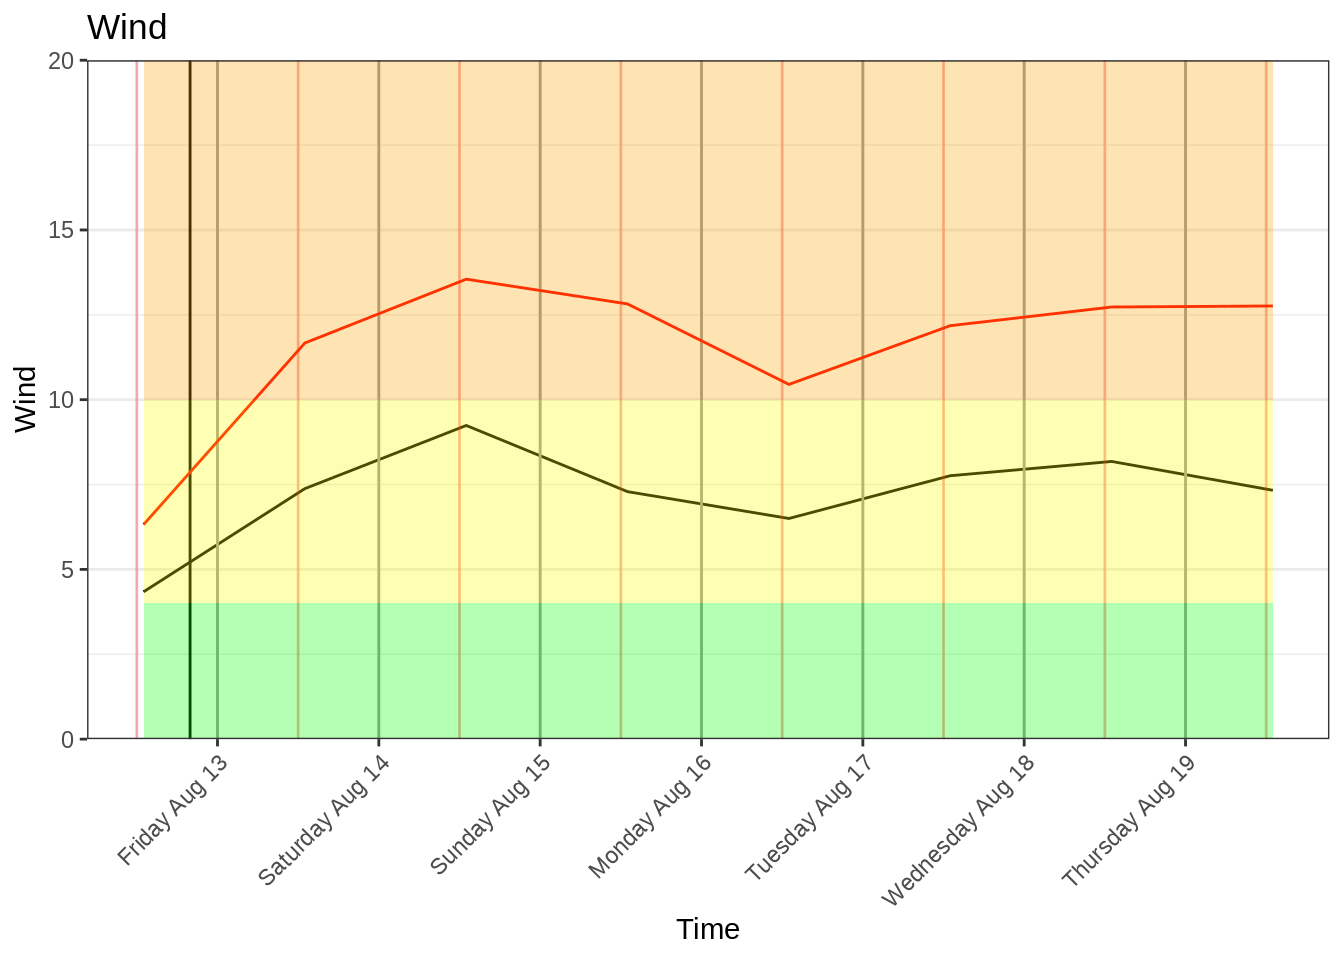 Wind
20
15
10
5
0
Wind
Friday Aug 13
Saturday Aug 14
Sunday Aug 15
Monday Aug 16
Tuesday Aug 17
Wednesday Aug 18
Thursday Aug 19
Time